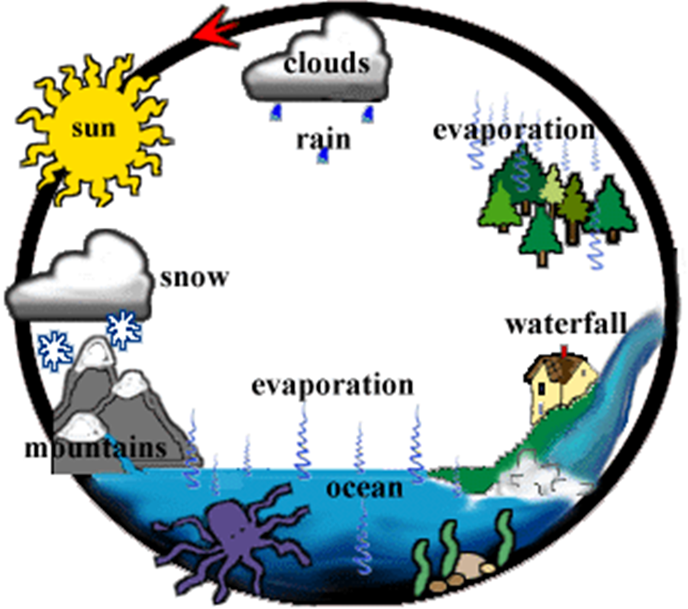 clouds
sun
rain
evaporation
snow
waterfall
evaporation
mountains
ocean